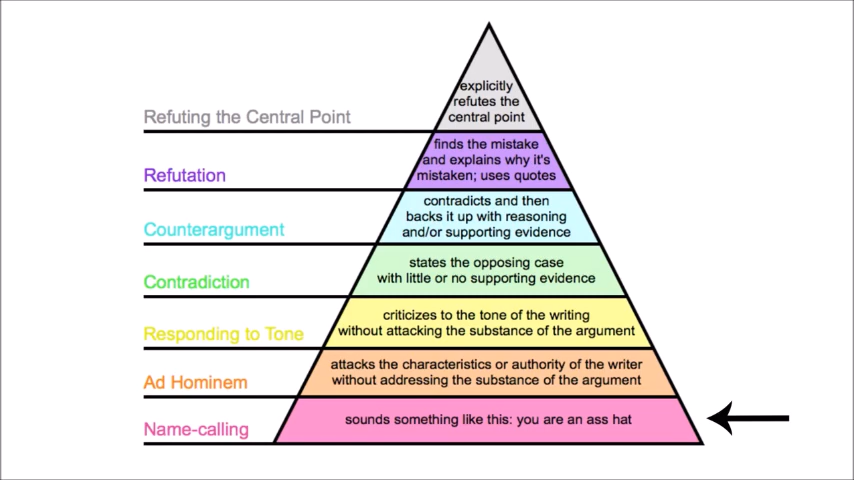 explicitly
refutes the
central point
Refuting the Central Point
finds the mistake
and explains why it's
mistaken; uses quotes
Refutation
contradicts and then
backs it up with reasoning
and/or supporting evidence
Counterargument
states the opposing case
with little or no supporting evidence
Contradiction
criticizes to the tone of the writing
without attacking the substance of the argument
Responding to Tone
attacks the characteristics or authority of the writer
without addressing the substance of the argument
Ad Hominem
sounds something like this: you are an ass hat
Name-calling